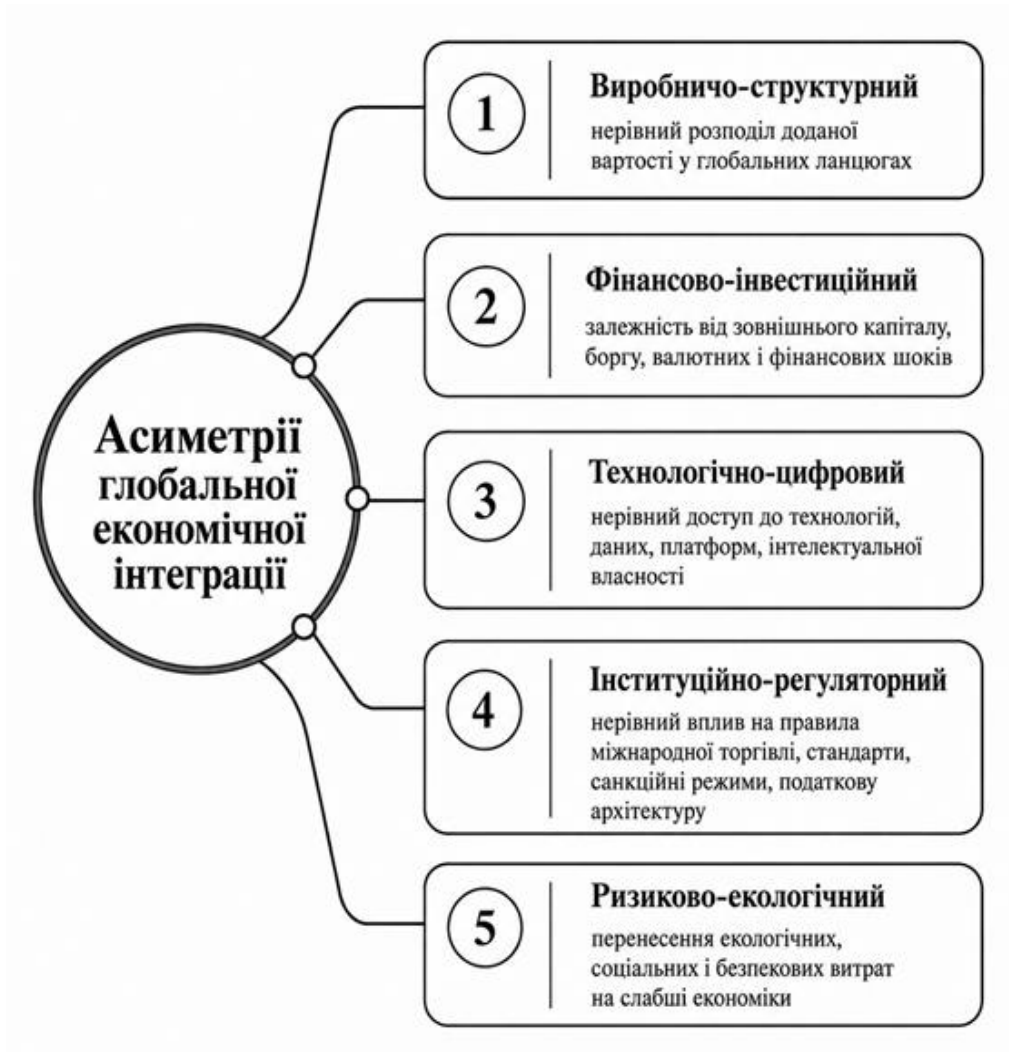 Асиметрії
глобальної
економічної
інтеграції
1
Виробничо-структурний
нерівний розподіл доданої
вартості у глобальних ланцюгах
2
Фінансово-інвестиційний
залежність від зовнішнього капіталу,
боргу, валютних і фінансових шоків
3
Технологічно-цифровий
нерівний доступ до технологій,
даних, платформ, інтелектуальної
власності
4
Інституційно-регуляторний
нерівний вплив на правила
міжнародної торгівлі, стандарти,
санкційні режими, податкову
архітектуру
5
Ризиково-екологічний
перенесення екологічних,
соціальних і безпекових витрат
на слабші економіки